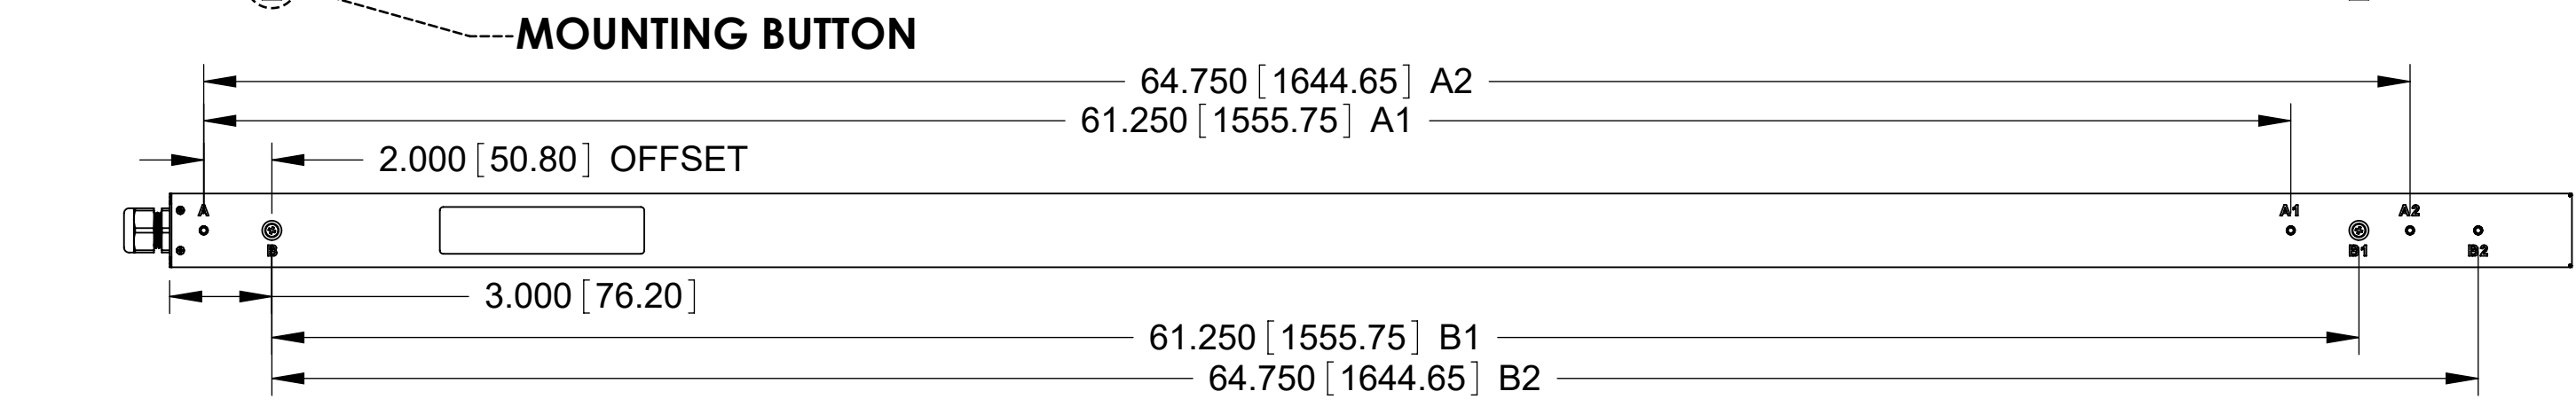 MOUNTING BUTTON
64.750 [1644.65] A2
61.250 [1555.75] A1
2.000 [50.80] OFFSET
A A1 A2
B B1 B2
3.000 [76.20]
61.250 [1555.75] B1
64.750 [1644.65] B2